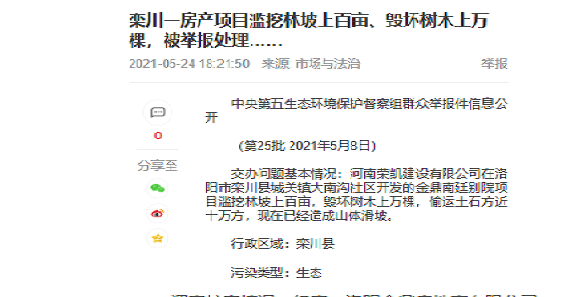 栾川一房产项目滥挖林坡上百亩、毁坏树木上万
棵，被举报处理……
2021-05-24 18:21:50 来源 市场与法治 举报
中央第五生态环境保护督察组群众举报件信息公
开
0
（第25批 2021年5月8日）
分享至
交办问题基本情况：河南荣凯建设有限公司在洛
阳市栾川县城关镇大南沟社区开发的金鼎南廷别院项
目滥挖林坡上百亩，毁坏树木上万棵，偷运土石方近
十万方，现在已经造成山体滑坡。
行政区域：栾川县
污染类型：生态